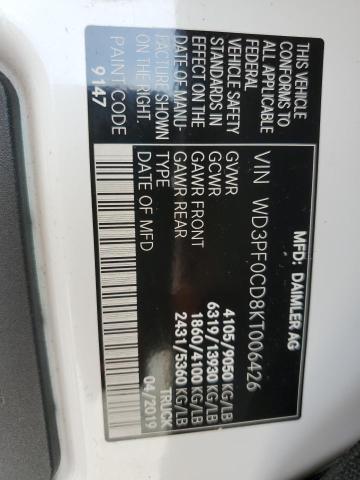 MFD: DAIMLER AG
VIN WD3PF0CD8KT006426
GVWR 4105/9050 KG/LB
GCWR 6319/13930 KG/LB
GAWR FRONT 1860/4100 KG/LB
GAWR REAR 2431/5360 KG/LB
TRUCK
DATE OF MFD 04/2019
THIS VEHICLE
CONFORMS TO
ALL APPLICABLE
FEDERAL
VEHICLE SAFETY
STANDARDS IN
EFFECT ON THE
DATE OF MANU-
FACTURE SHOWN
ON THE RIGHT.
PAINT CODE
9147